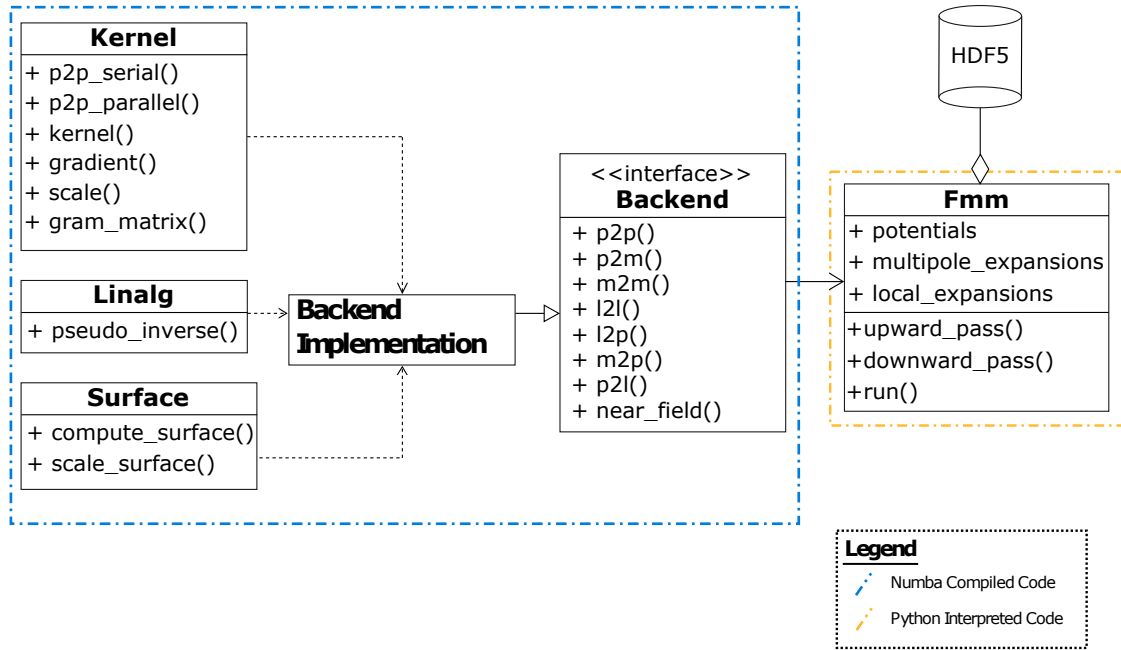 Kernel
+ p2p_serial()
+ p2p_parallel()
+ kernel()
+ gradient()
+ scale()
+ gram_matrix()
Linalg
+ pseudo_inverse()
Surface
+ compute_surface()
+ scale_surface()
Backend
Implementation
<<interface>>
Backend
+ p2p()
+ p2m()
+ m2m()
+ l2l()
+ l2p()
+ m2p()
+ p2l()
+ near_field()
HDF5
Fmm
+ potentials
+ multipole_expansions
+ local_expansions
+upward_pass()
+downward_pass()
+run()
Legend
Numba Compiled Code
Python Interpreted Code